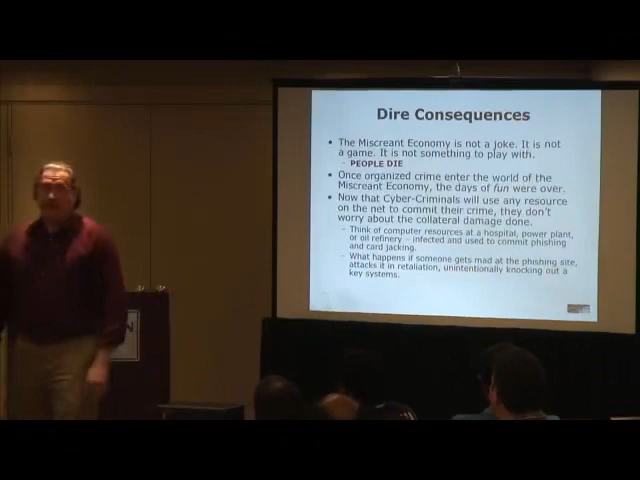 Dire Consequences
• The Miscreant Economy is not a joke. It is not
a game. It is not something to play with.
– PEOPLE DIE
• Once organized crime enter the world of the
Miscreant Economy, the days of fun were over.
• Now that Cyber-Criminals will use any resource
on the net to commit their crime, they don't
worry about the collateral damage done.
– Think of computer resources at a hospital, power plant,
or oil refinery – infected and used to commit phishing
and card jacking.
– What happens if someone gets mad at the phishing site,
attacks it in retaliation, unintentionally knocking out a
key systems.
N